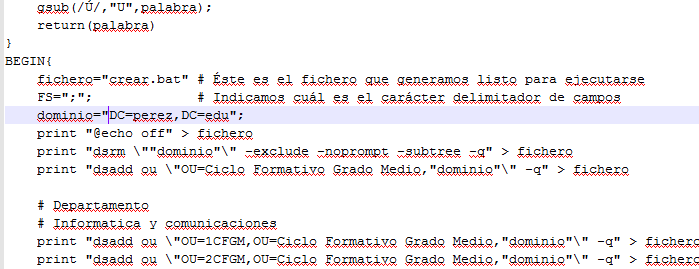 gsub(/Ú/,"U",palabra);
return(palabra)
}
BEGIN{
fichero="crear.bat" # Éste es el fichero que generamos listo para ejecutarse
FS=";"; # Indicamos cuál es el carácter delimitador de campos
dominio="DC=perez,DC=edu";
print "@echo off" > fichero
print "dsrm \""dominio"\" -exclude -noprompt -subtree -q" > fichero
print "dsadd ou \"OU=Ciclo Formativo Grado Medio,"dominio"\" -q" > fichero
# Departamento
# Informatica y comunicaciones
print "dsadd ou \"OU=1CFGM,OU=Ciclo Formativo Grado Medio,"dominio"\" -q" > fichero
print "dsadd ou \"OU=2CFGM,OU=Ciclo Formativo Grado Medio,"dominio"\" -q" > fichero